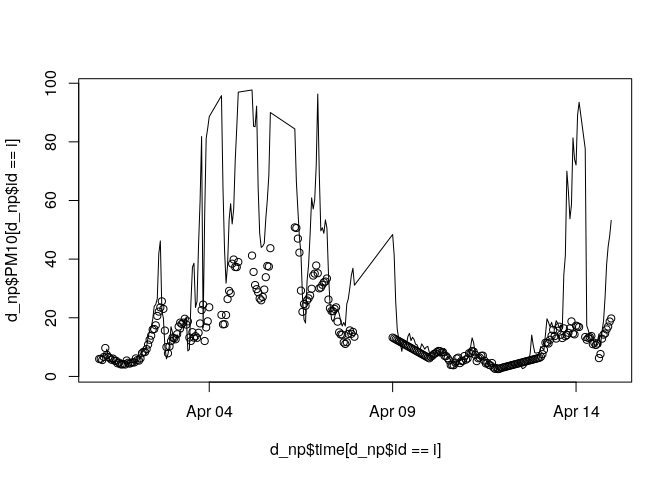 d_np$PM10[d_np$id == i]
100
80
60
40
20
0
Apr 04
Apr 09
Apr 14
d_np$time[d_np$id == i]